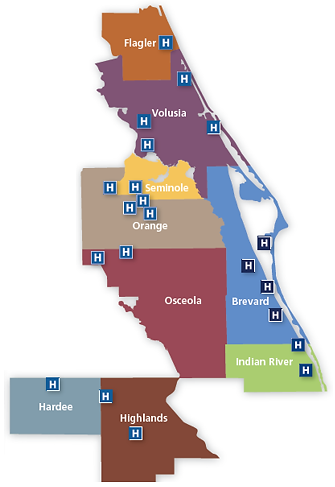 Flagler
H
H
Volusia
H
H
H
Seminole
H
H
H
H
H
Orange
H
H
H
H
Osceola
H
Brevard
H
H
Indian River
H
H
Hardee
H
Highlands
H